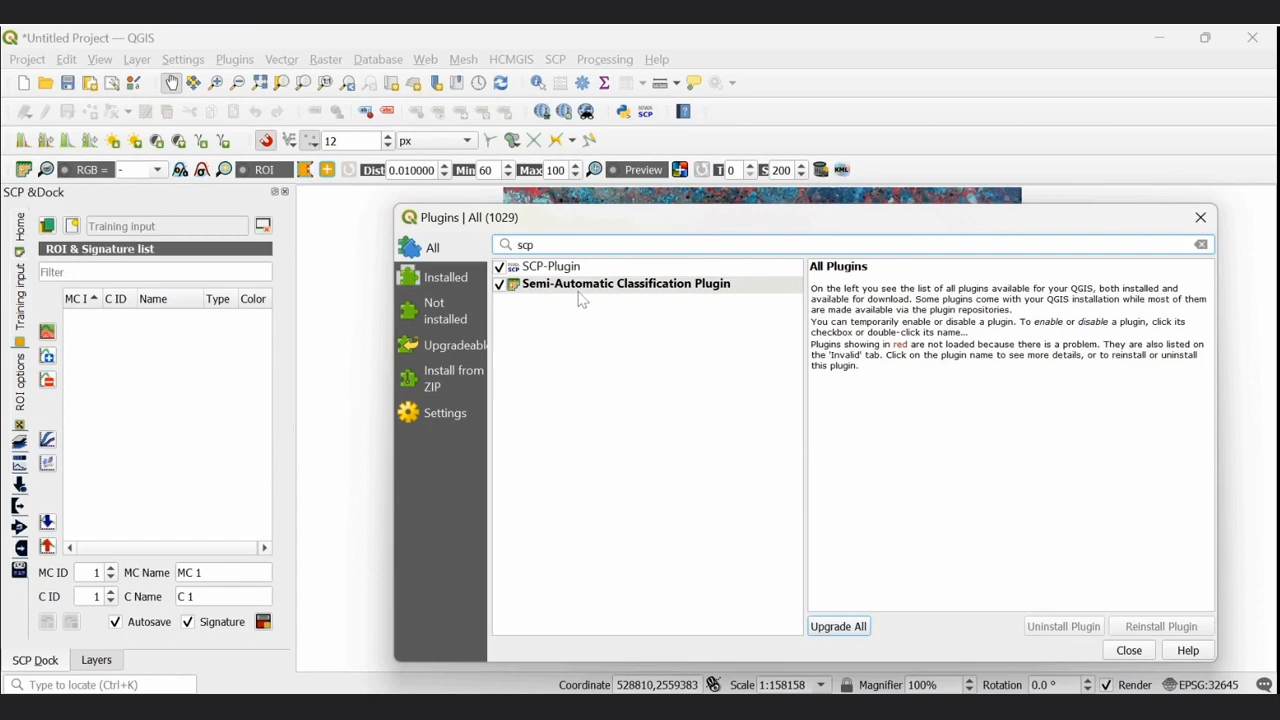 *Untitled Project — QGIS
Project Edit View Layer Settings Plugins Vector Raster Database Web Mesh HCMGIS SCP Processing Help
NIWA SCP
12 px
RGB = - ROI Dist 0.010000 Min 60 Max 100 Preview T 0 S 200 KML
SCP &Dock
Home
Training input
ROI options
Training input
ROI & Signature list
Filter
MC I C ID Name Type Color
MC ID 1 MC Name MC 1
C ID 1 C Name C 1
Autosave Signature
SCP Dock Layers
Plugins | All (1029)
All
Installed
Not installed
Upgradeabl
Install from ZIP
Settings
scp
SCP-Plugin
Semi-Automatic Classification Plugin
All Plugins
On the left you see the list of all plugins available for your QGIS, both installed and
available for download. Some plugins come with your QGIS installation while most of them
are made available via the plugin repositories.
You can temporarily enable or disable a plugin. To enable or disable a plugin, click its
checkbox or double-click its name...
Plugins showing in red are not loaded because there is a problem. They are also listed on
the 'Invalid' tab. Click on the plugin name to see more details, or to reinstall or uninstall
this plugin.
Upgrade All Uninstall Plugin Reinstall Plugin
Close Help
Type to locate (Ctrl+K) Coordinate 528810,2559383 Scale 1:158158 Magnifier 100% Rotation 0.0 ° Render EPSG:32645